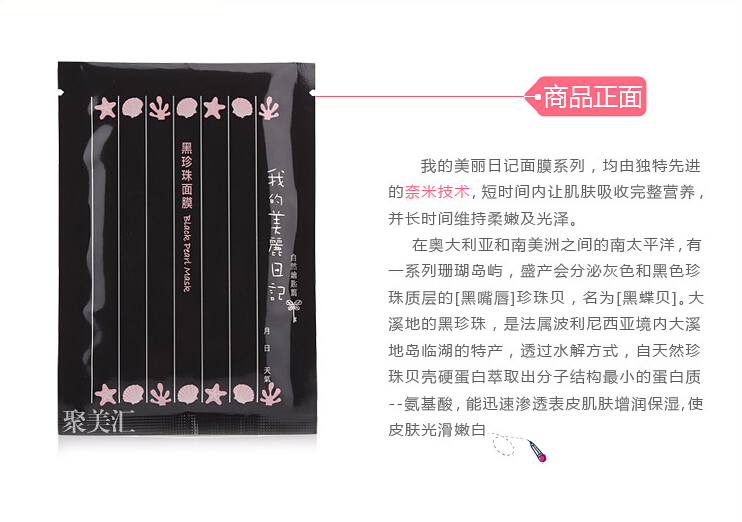 商品正面
黑珍珠面膜 Black Pearl Mask
我的美麗日記
自然鑰匙篇
月 日 天氣
聚美汇
我的美丽日记面膜系列，均由独特先进
的奈米技术，短时间内让肌肤吸收完整营养，
并长时间维持柔嫩及光泽。
在奥大利亚和南美洲之间的南太平洋，有
一系列珊瑚岛屿，盛产会分泌灰色和黑色珍
珠质层的[黑嘴唇]珍珠贝，名为[黑蝶贝]。大
溪地的黑珍珠，是法属波利尼西亚境内大溪
地岛临湖的特产，透过水解方式，自天然珍
珠贝壳硬蛋白萃取出分子结构最小的蛋白质
--氨基酸，能迅速渗透表皮肌肤增润保湿，使
皮肤光滑嫩白